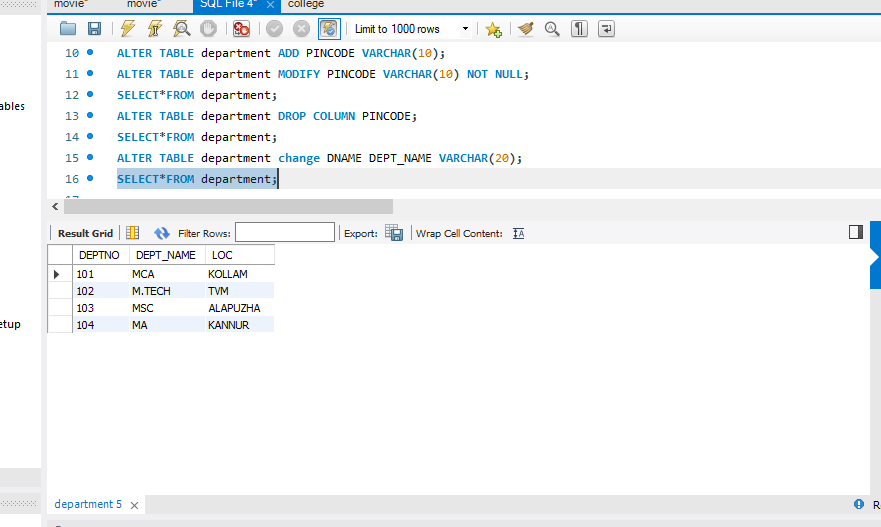 movie*
movie*
SQL File 4*
college
Limit to 1000 rows
10 ALTER TABLE department ADD PINCODE VARCHAR(10);
11 ALTER TABLE department MODIFY PINCODE VARCHAR(10) NOT NULL;
12 SELECT*FROM department;
13 ALTER TABLE department DROP COLUMN PINCODE;
14 SELECT*FROM department;
15 ALTER TABLE department change DNAME DEPT_NAME VARCHAR(20);
16 SELECT*FROM department;
17
ables
etup
Result Grid Filter Rows: Export: Wrap Cell Content:
DEPTNO DEPT_NAME LOC
101 MCA KOLLAM
102 M.TECH TVM
103 MSC ALAPUZHA
104 MA KANNUR
department 5
R